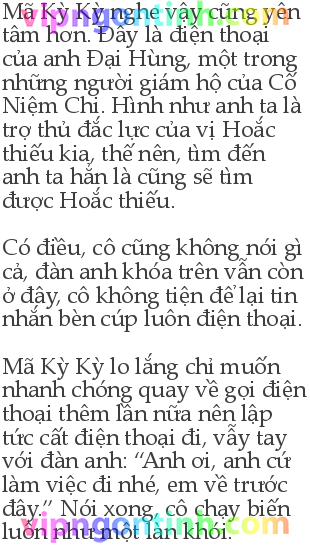 Mã Kỳ Kỳ nghe vậy cũng yên
tâm hơn. Đây là điện thoại
của anh Đại Hùng, một trong
những người giám hộ của Cố
Niệm Chi. Hình như anh ta là
trợ thủ đắc lực của vị Hoắc
thiếu kia, thế nên, tìm đến
anh ta hẳn là cũng sẽ tìm
được Hoắc thiếu.
Có điều, cô cũng không nói gì
cả, đàn anh khóa trên vẫn còn
ở đây, cô không tiện để lại tin
nhắn bèn cúp luôn điện thoại.
Mã Kỳ Kỳ lo lắng chỉ muốn
nhanh chóng quay về gọi điện
thoại thêm lần nữa nên lập
tức cất điện thoại đi, vẫy tay
với đàn anh: “Anh ơi, anh cứ
làm việc đi nhé, em về trước
đây.” Nói xong, cô chạy biến
luôn như một làn khói.
vipngontinh.com
vipngontinh.com